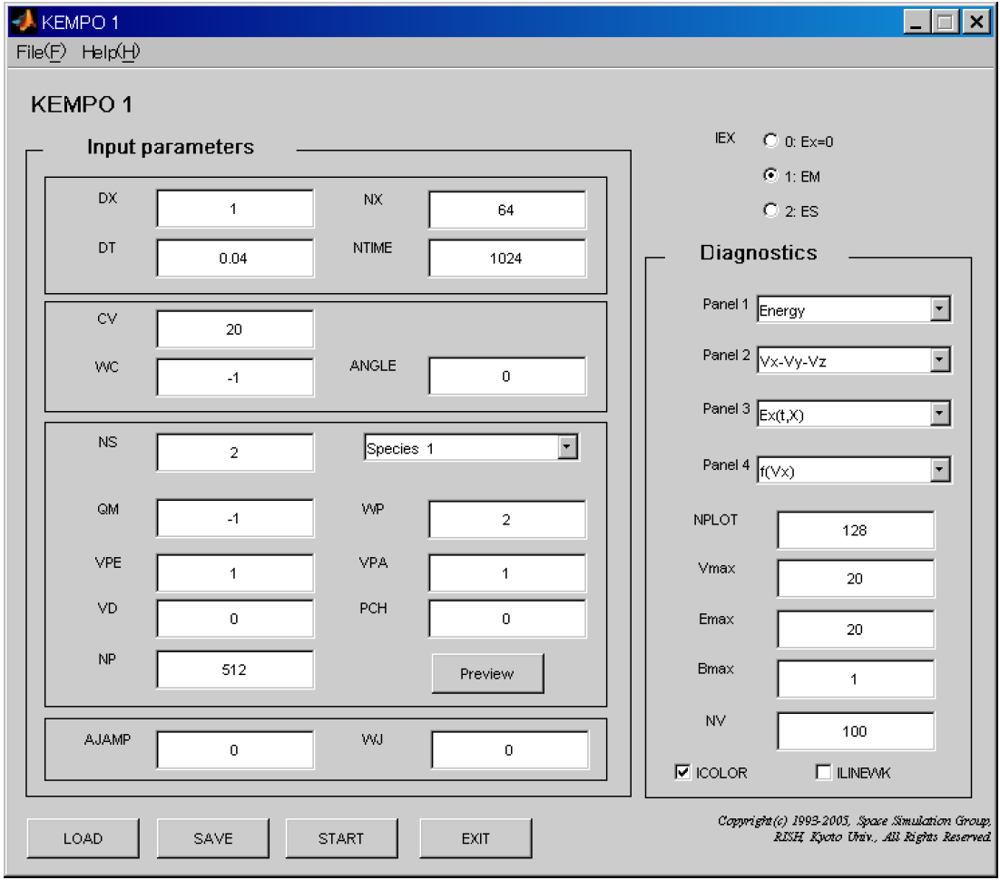 KEMPO 1
File(F) Help(H)
KEMPO 1
Input parameters
DX 1 NX 64
DT 0.04 NTIME 1024
CV 20
WC -1 ANGLE 0
NS 2 Species 1
QM -1 WP 2
VPE 1 VPA 1
VD 0 PCH 0
NP 512 Preview
AJAMP 0 WJ 0
IEX 0: Ex=0
1: EM
2: ES
Diagnostics
Panel 1 Energy
Panel 2 Vx-Vy-Vz
Panel 3 Ex(t,X)
Panel 4 f(Vx)
NPLOT 128
Vmax 20
Emax 20
Bmax 1
NV 100
ICOLOR ILINEWK
LOAD SAVE START EXIT
Copyright(c) 1993-2005, Space Simulation Group,
RISH, Kyoto Univ., All Rights Reserved.